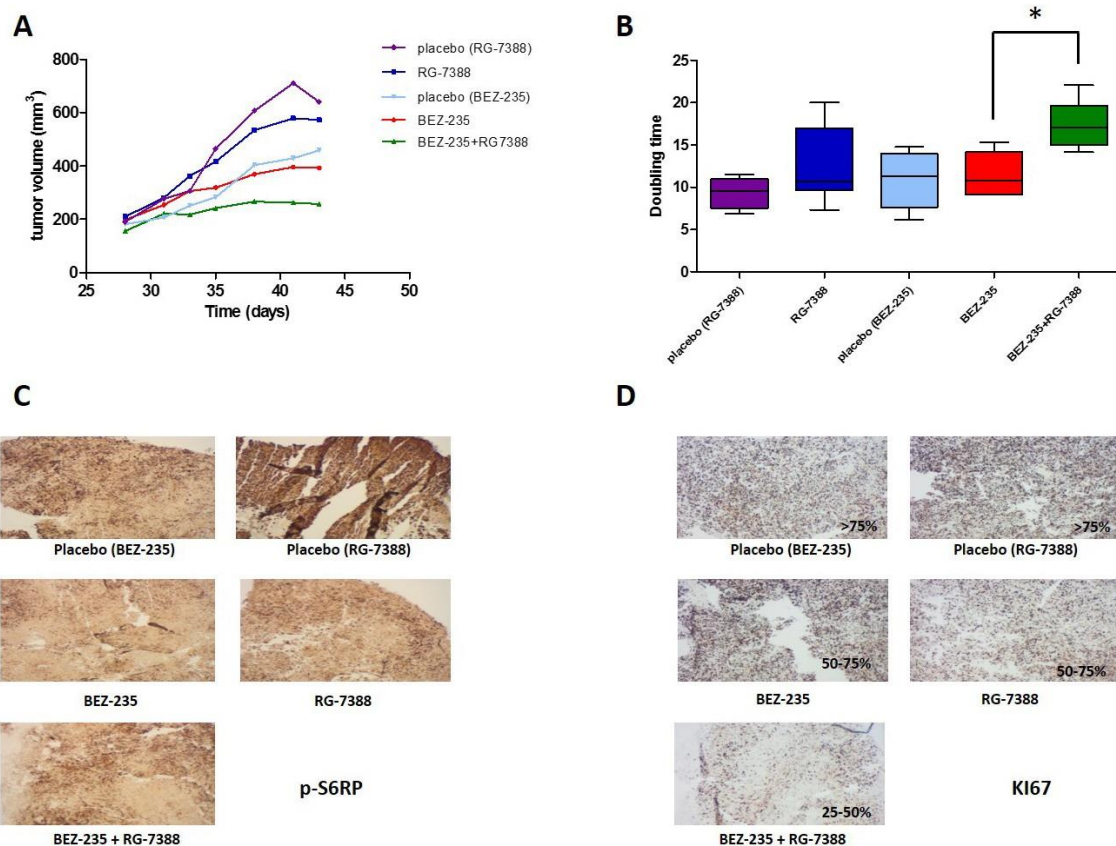 A
tumor volume (mm3)
800
600
400
200
0
25 30 35 40 45 50
Time (days)
placebo (RG-7388)
RG-7388
placebo (BEZ-235)
BEZ-235
BEZ-235+RG7388
B
*
Doubling time
25
20
15
10
5
0
placebo (RG-7388)
RG-7388
placebo (BEZ-235)
BEZ-235
BEZ-235+RG-7388
C
Placebo (BEZ-235) Placebo (RG-7388)
BEZ-235 RG-7388
p-S6RP
BEZ-235 + RG-7388
D
>75% >75%
Placebo (BEZ-235) Placebo (RG-7388)
50-75% 50-75%
BEZ-235 RG-7388
KI67
25-50%
BEZ-235 + RG-7388